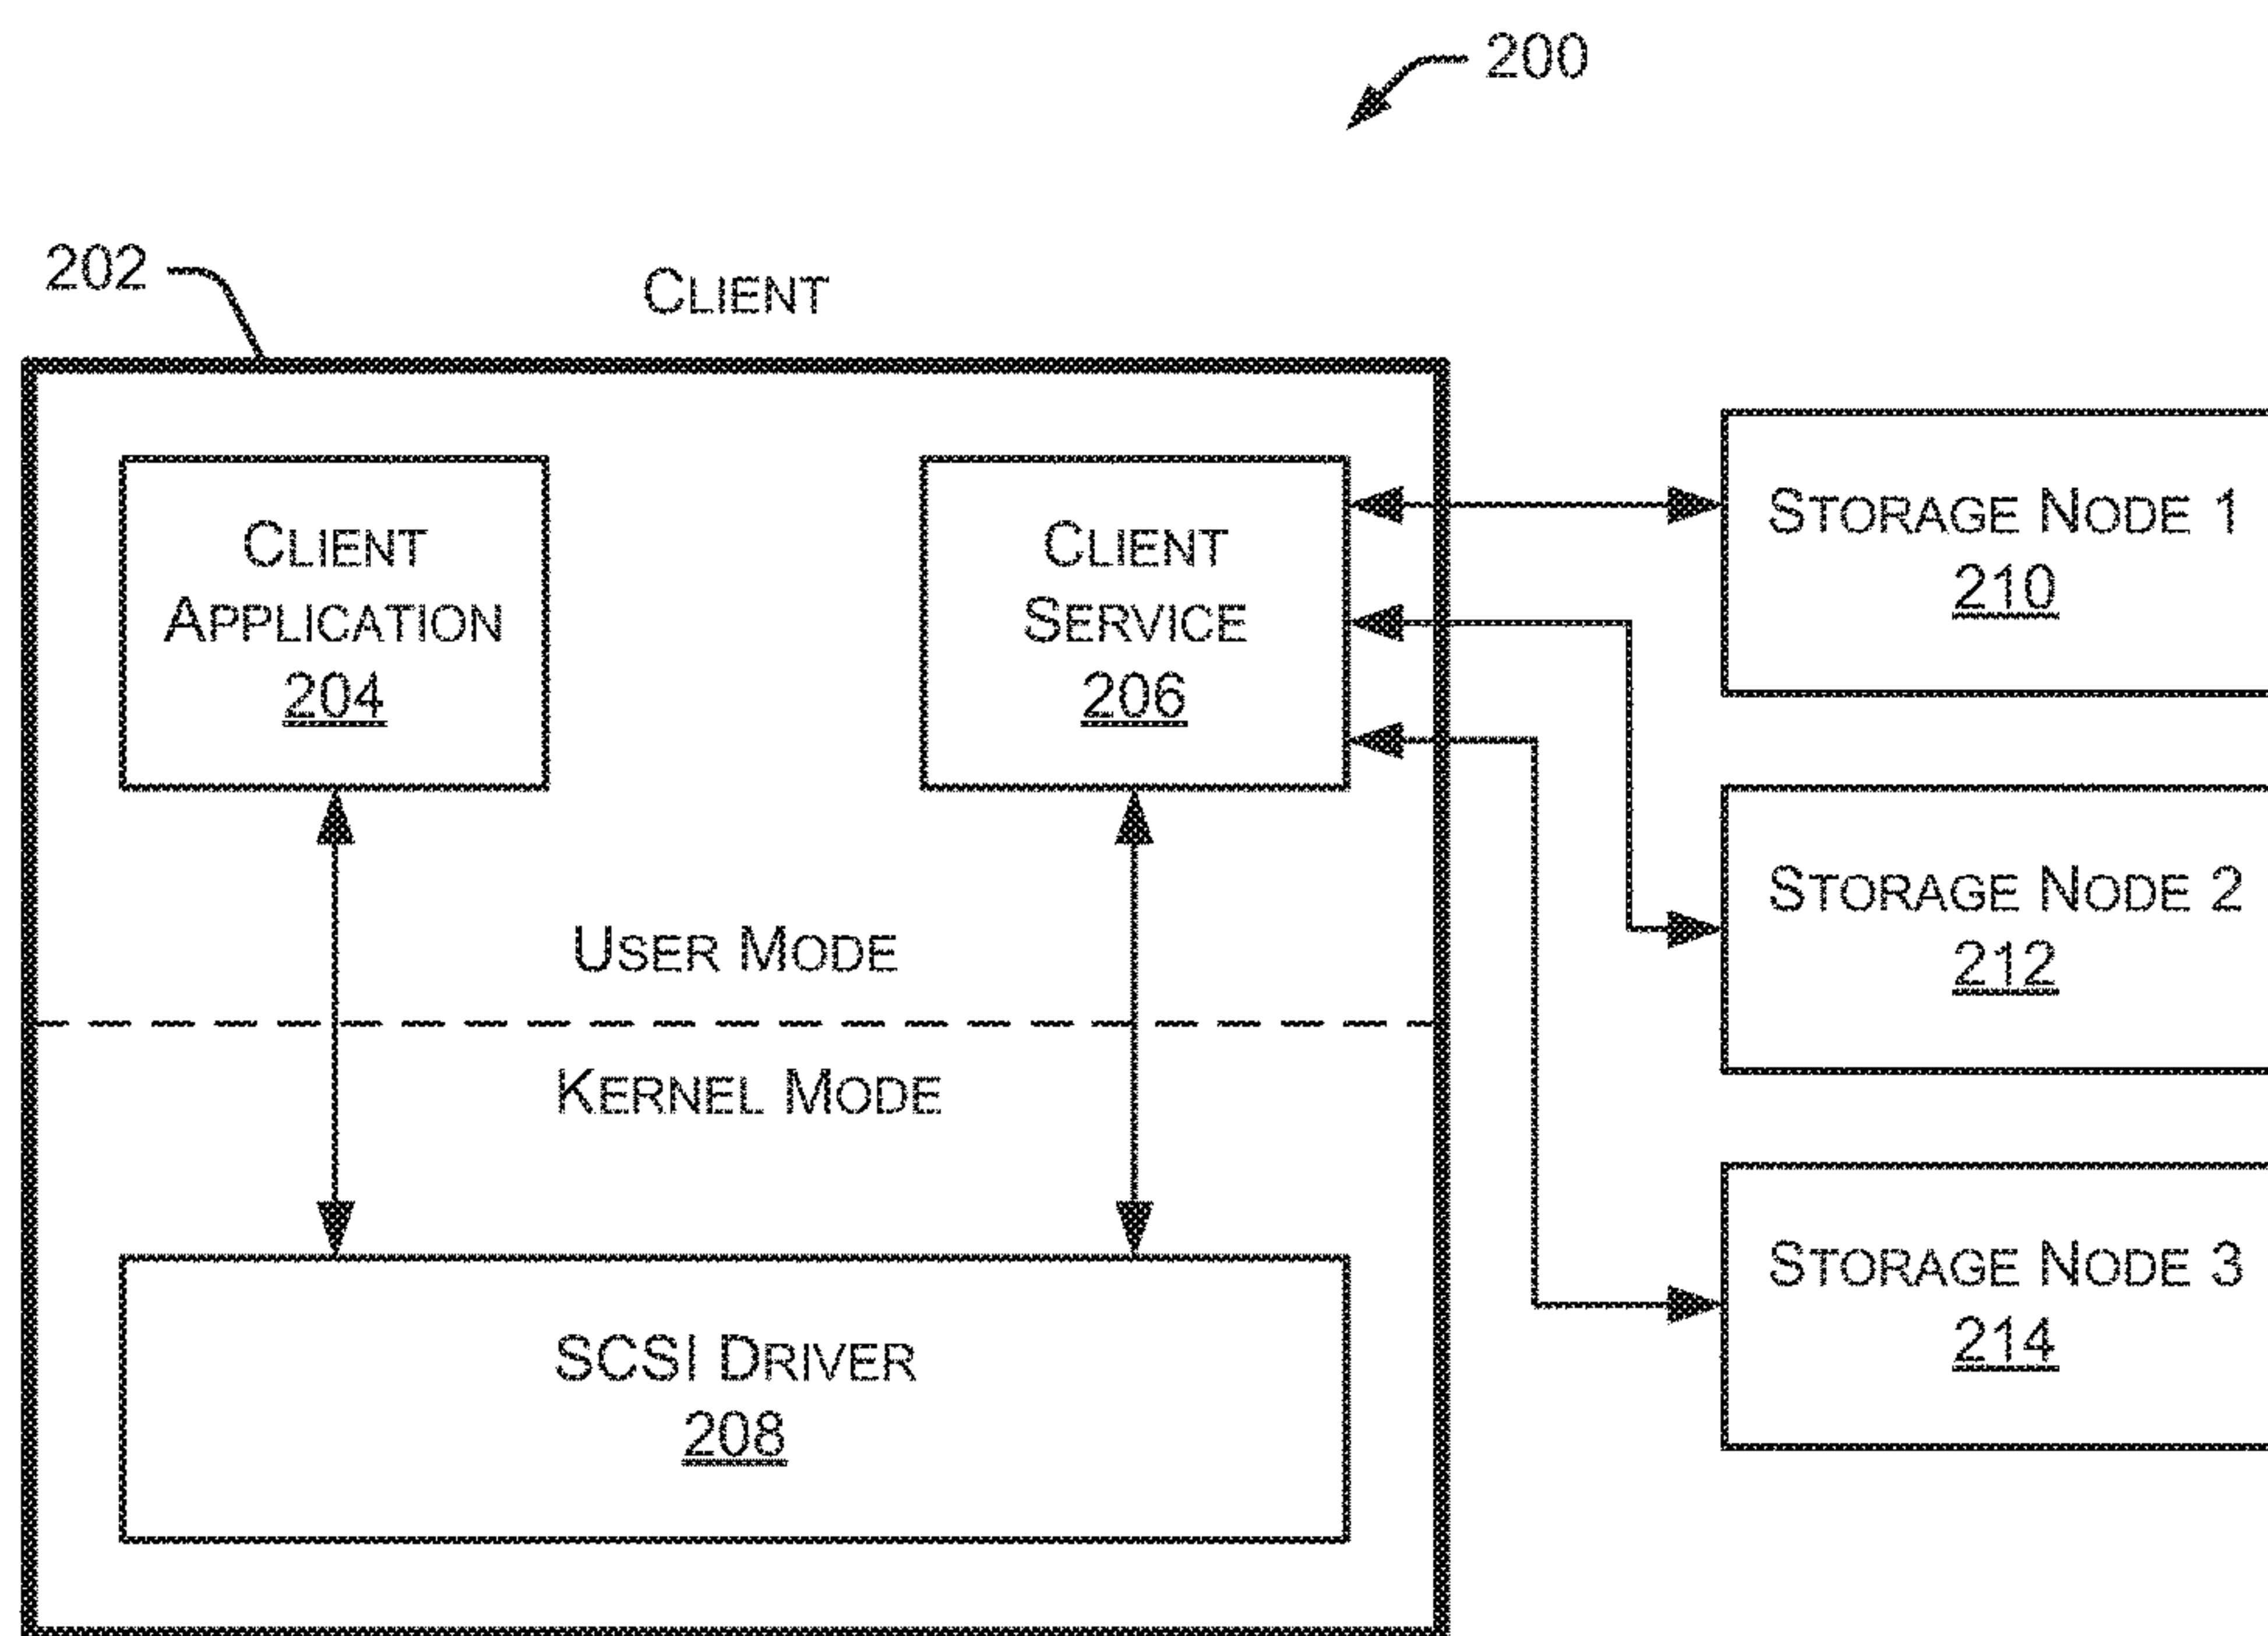 200
202
CLIENT
CLIENT
APPLICATION
204
CLIENT
SERVICE
206
STORAGE NODE 1
210
STORAGE NODE 2
212
USER MODE
KERNEL MODE
STORAGE NODE 3
214
SCSI DRIVER
208